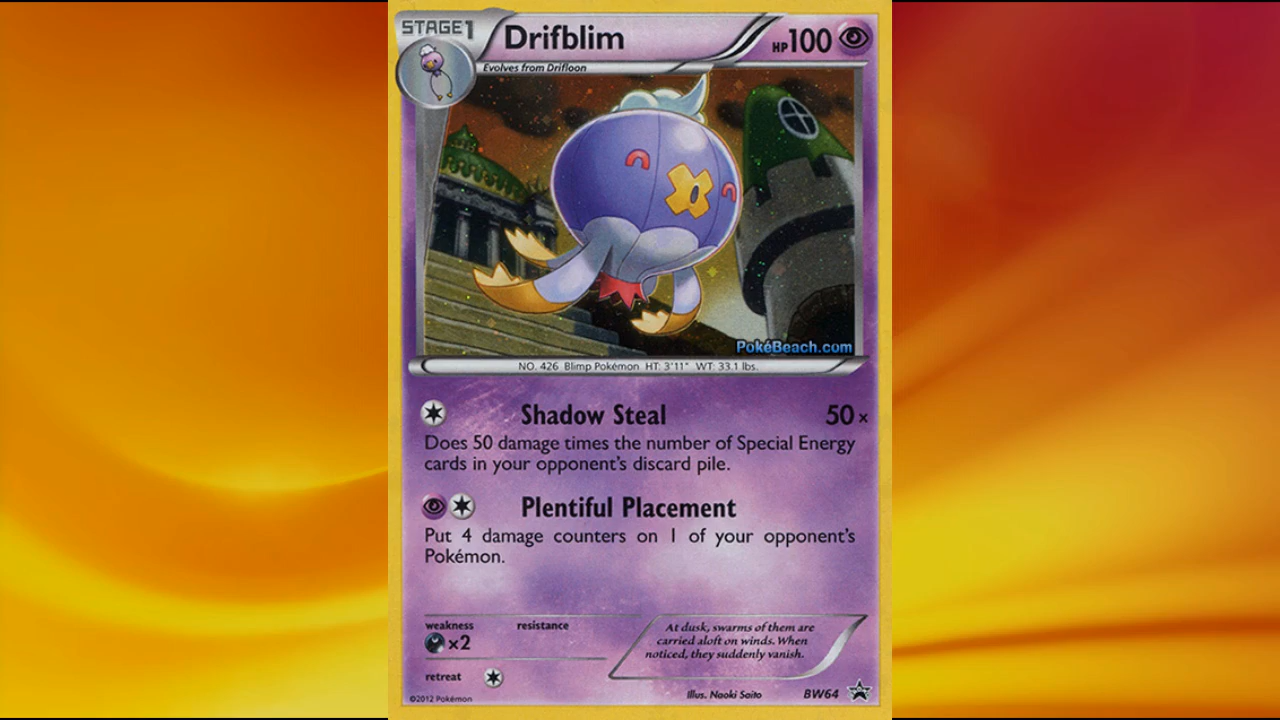 STAGE1
Drifblim
HP100
Evolves from Drifloon
PokéBeach.com
NO. 426 Blimp Pokémon HT: 3'11" WT: 33.1 lbs.
Shadow Steal 50×
Does 50 damage times the number of Special Energy
cards in your opponent's discard pile.
Plentiful Placement
Put 4 damage counters on 1 of your opponent's
Pokémon.
weakness
resistance
×2
retreat
At dusk, swarms of them are
carried aloft on winds. When
noticed, they suddenly vanish.
©2012 Pokémon
Illus. Naoki Saito
BW64